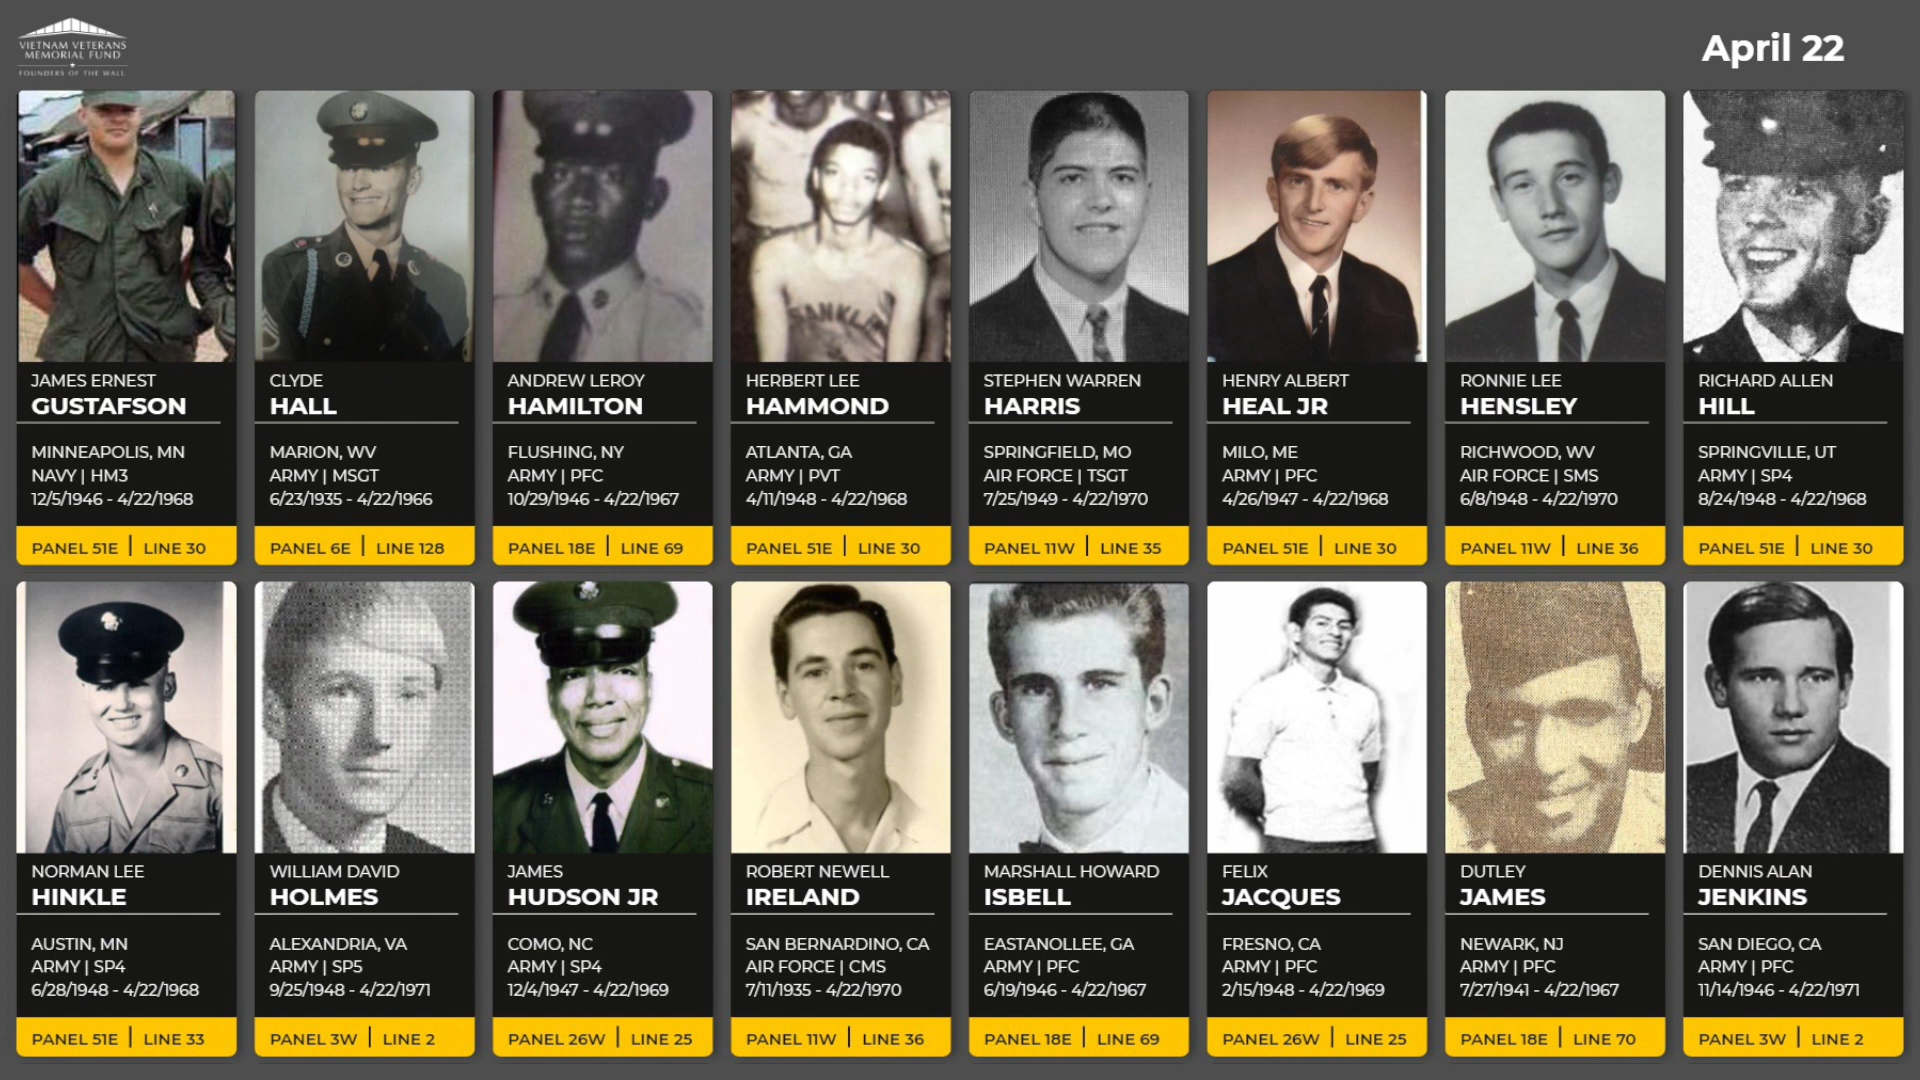 VIETNAM VETERANS
MEMORIAL FUND
FOUNDERS OF THE WALL
April 22
JAMES ERNEST
GUSTAFSON
MINNEAPOLIS, MN
NAVY | HM3
12/5/1946 - 4/22/1968
PANEL 51E | LINE 30
CLYDE
HALL
MARION, WV
ARMY | MSGT
6/23/1935 - 4/22/1966
PANEL 6E | LINE 128
ANDREW LEROY
HAMILTON
FLUSHING, NY
ARMY | PFC
10/29/1946 - 4/22/1967
PANEL 18E | LINE 69
HERBERT LEE
HAMMOND
ATLANTA, GA
ARMY | PVT
4/11/1948 - 4/22/1968
PANEL 51E | LINE 30
STEPHEN WARREN
HARRIS
SPRINGFIELD, MO
AIR FORCE | TSGT
7/25/1949 - 4/22/1970
PANEL 11W | LINE 35
HENRY ALBERT
HEAL JR
MILO, ME
ARMY | PFC
4/26/1947 - 4/22/1968
PANEL 51E | LINE 30
RONNIE LEE
HENSLEY
RICHWOOD, WV
AIR FORCE | SMS
6/8/1948 - 4/22/1970
PANEL 11W | LINE 36
RICHARD ALLEN
HILL
SPRINGVILLE, UT
ARMY | SP4
8/24/1948 - 4/22/1968
PANEL 51E | LINE 30
NORMAN LEE
HINKLE
AUSTIN, MN
ARMY | SP4
6/28/1948 - 4/22/1968
PANEL 51E | LINE 33
WILLIAM DAVID
HOLMES
ALEXANDRIA, VA
ARMY | SP5
9/25/1948 - 4/22/1971
PANEL 3W | LINE 2
JAMES
HUDSON JR
COMO, NC
ARMY | SP4
12/4/1947 - 4/22/1969
PANEL 26W | LINE 25
ROBERT NEWELL
IRELAND
SAN BERNARDINO, CA
AIR FORCE | CMS
7/11/1935 - 4/22/1970
PANEL 11W | LINE 36
MARSHALL HOWARD
ISBELL
EASTANOLLEE, GA
ARMY | PFC
6/19/1946 - 4/22/1967
PANEL 18E | LINE 69
FELIX
JACQUES
FRESNO, CA
ARMY | PFC
2/15/1948 - 4/22/1969
PANEL 26W | LINE 25
DUTLEY
JAMES
NEWARK, NJ
ARMY | PFC
7/27/1941 - 4/22/1967
PANEL 18E | LINE 70
DENNIS ALAN
JENKINS
SAN DIEGO, CA
ARMY | PFC
11/14/1946 - 4/22/1971
PANEL 3W | LINE 2